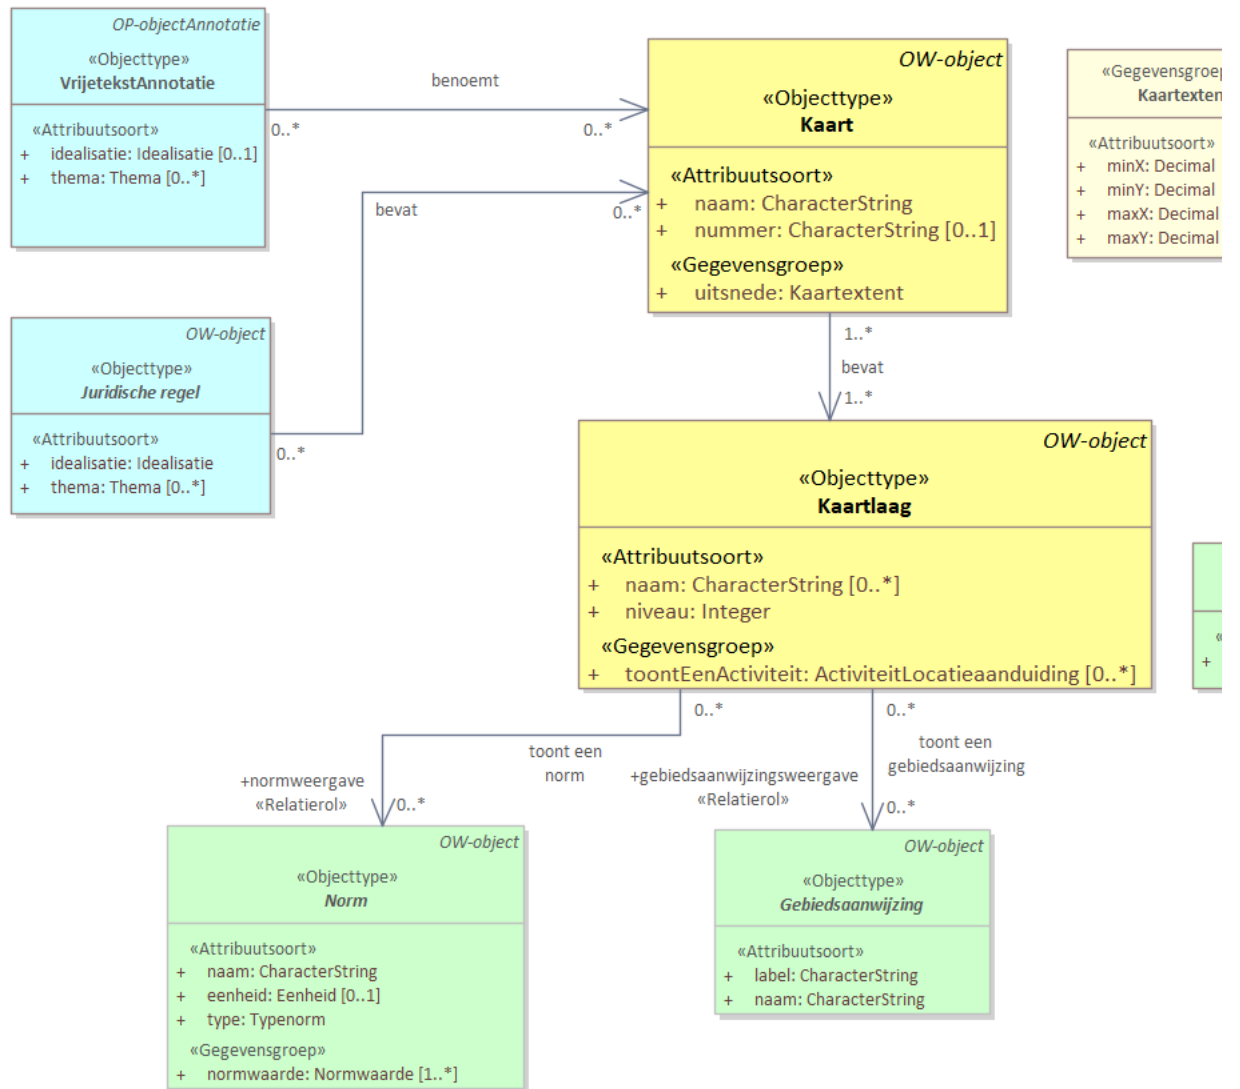 OP-objectAnnotatie
«Objecttype»
VrijetekstAnnotatie
«Attribuutsoort»
+ idealisatie: Idealisatie [0..1]
+ thema: Thema [0..*]
benoemt
0..*
0..*
OW-object
«Objecttype»
Kaart
«Attribuutsoort»
+ naam: CharacterString
+ nummer: CharacterString [0..1]
«Gegevensgroep»
+ uitsnede: Kaartextent
«Gegevensgroep
Kaartexten
«Attribuutsoort»
+ minX: Decimal
+ minY: Decimal
+ maxX: Decimal
+ maxY: Decimal
bevat
0..*
OW-object
«Objecttype»
Juridische regel
«Attribuutsoort»
+ idealisatie: Idealisatie
+ thema: Thema [0..*]
0..*
1..*
bevat
1..*
OW-object
«Objecttype»
Kaartlaag
«Attribuutsoort»
+ naam: CharacterString [0..*]
+ niveau: Integer
«Gegevensgroep»
+ toontEenActiviteit: ActiviteitLocatieaanduiding [0..*]
«
+
0..*
toont een
norm
+normweergave
«Relatierol»
0..*
0..*
toont een
gebiedsaanwijzing
+gebiedsaanwijzingsweergave
«Relatierol»
0..*
OW-object
«Objecttype»
Norm
«Attribuutsoort»
+ naam: CharacterString
+ eenheid: Eenheid [0..1]
+ type: Typenorm
«Gegevensgroep»
+ normwaarde: Normwaarde [1..*]
OW-object
«Objecttype»
Gebiedsaanwijzing
«Attribuutsoort»
+ label: CharacterString
+ naam: CharacterString